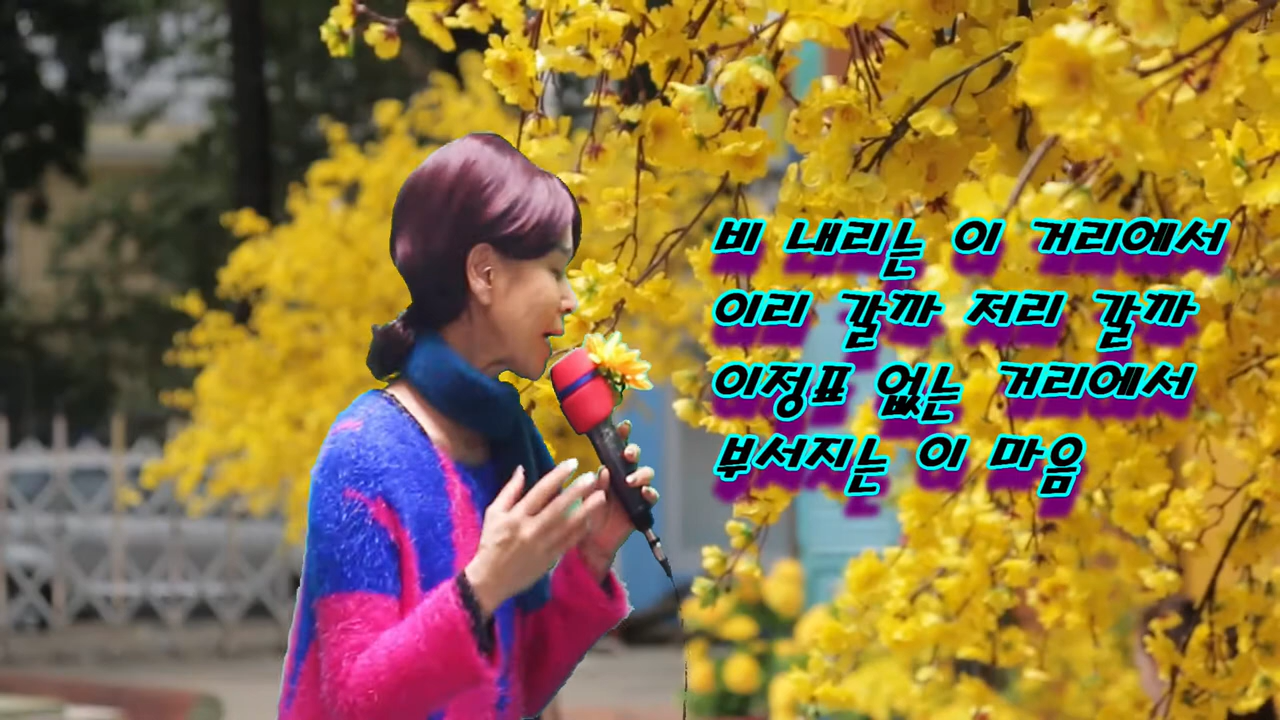 비 내리는 이 거리에서
이리 갈까 저리 갈까
이정표 없는 거리에서
부서지는 이 마음